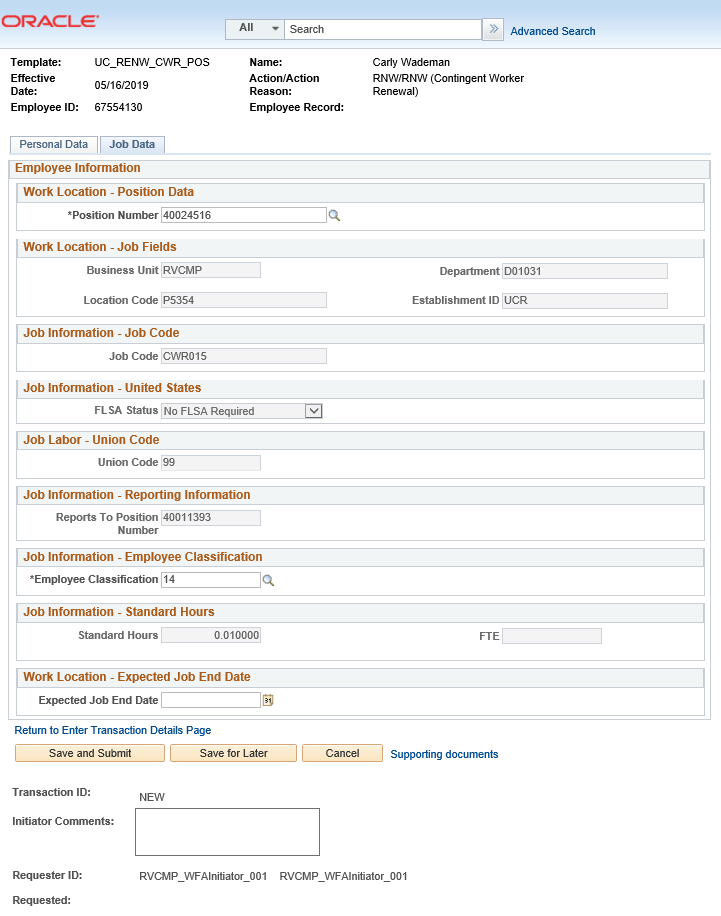 ORACLE
All Search Advanced Search
Template: UC_RENW_CWR_POS Name: Carly Wademan
Effective Date: 05/16/2019 Action/Action Reason: RNW/RNW (Contingent Worker Renewal)
Employee ID: 67554130 Employee Record:
Personal Data Job Data
Employee Information
Work Location - Position Data
*Position Number 40024516
Work Location - Job Fields
Business Unit RVCMP Department D01031
Location Code P5354 Establishment ID UCR
Job Information - Job Code
Job Code CWR015
Job Information - United States
FLSA Status No FLSA Required
Job Labor - Union Code
Union Code 99
Job Information - Reporting Information
Reports To Position Number 40011393
Job Information - Employee Classification
*Employee Classification 14
Job Information - Standard Hours
Standard Hours 0.010000 FTE
Work Location - Expected Job End Date
Expected Job End Date 31
Return to Enter Transaction Details Page
Save and Submit Save for Later Cancel Supporting documents
Transaction ID: NEW
Initiator Comments:
Requester ID: RVCMP_WFAInitiator_001 RVCMP_WFAInitiator_001
Requested: